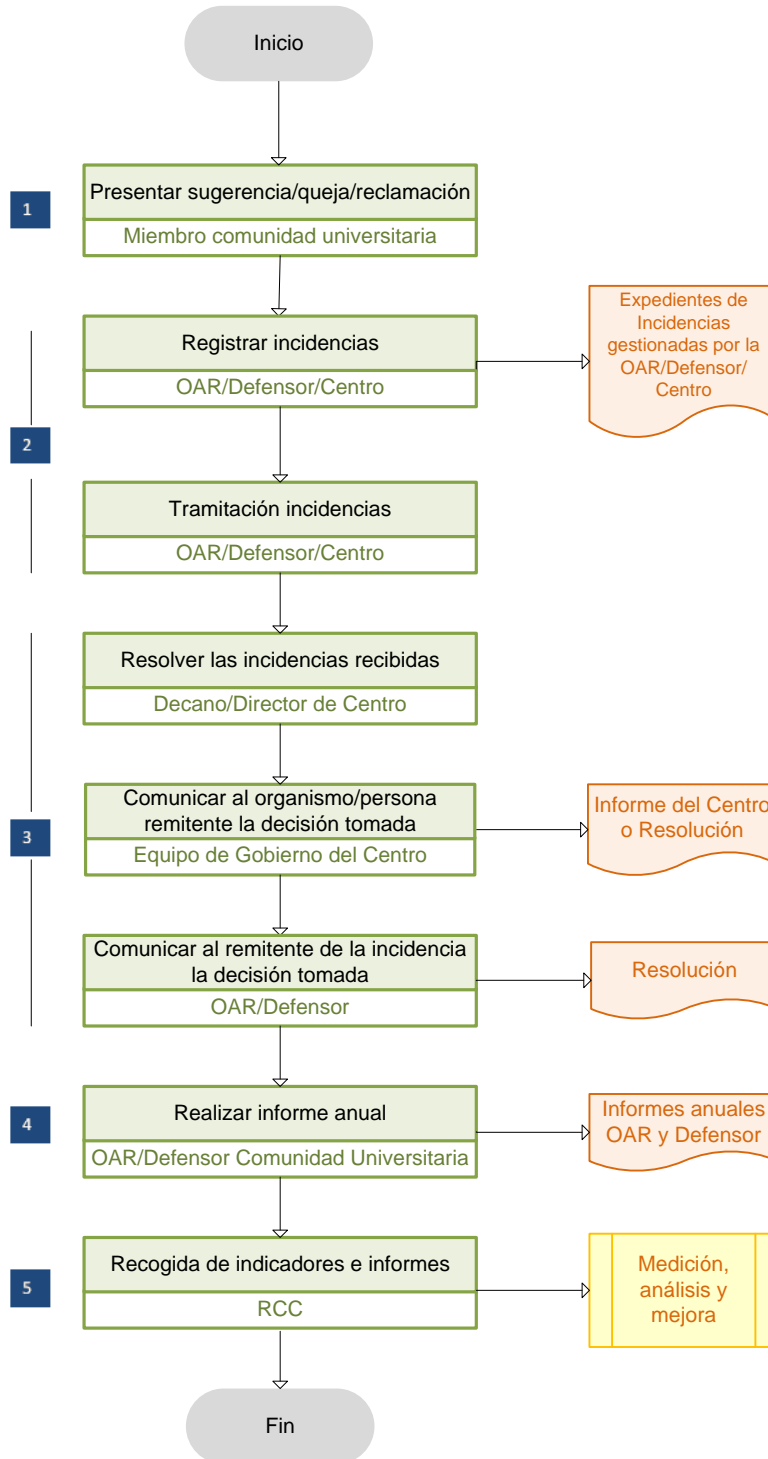 Inicio
1
Presentar sugerencia/queja/reclamación
Miembro comunidad universitaria
2
Registrar incidencias
OAR/Defensor/Centro
Expedientes de
Incidencias
gestionadas por la
OAR/Defensor/
Centro
Tramitación incidencias
OAR/Defensor/Centro
3
Resolver las incidencias recibidas
Decano/Director de Centro
Comunicar al organismo/persona
remitente la decisión tomada
Equipo de Gobierno del Centro
Informe del Centro
o Resolución
Comunicar al remitente de la incidencia
la decisión tomada
OAR/Defensor
Resolución
4
Realizar informe anual
OAR/Defensor Comunidad Universitaria
Informes anuales
OAR y Defensor
5
Recogida de indicadores e informes
RCC
Medición,
análisis y
mejora
Fin